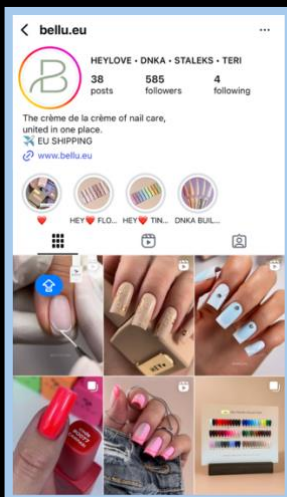 bellu.eu
HEYLOVE • DNKA • STALEKS • TERI
38 585 4
posts followers following
The crème de la crème of nail care,
united in one place.
✈️ EU SHIPPING
www.bellu.eu
❤️ HEY❤️ FLO... HEY❤️ TIN... DNKA BUIL...
HEY♥